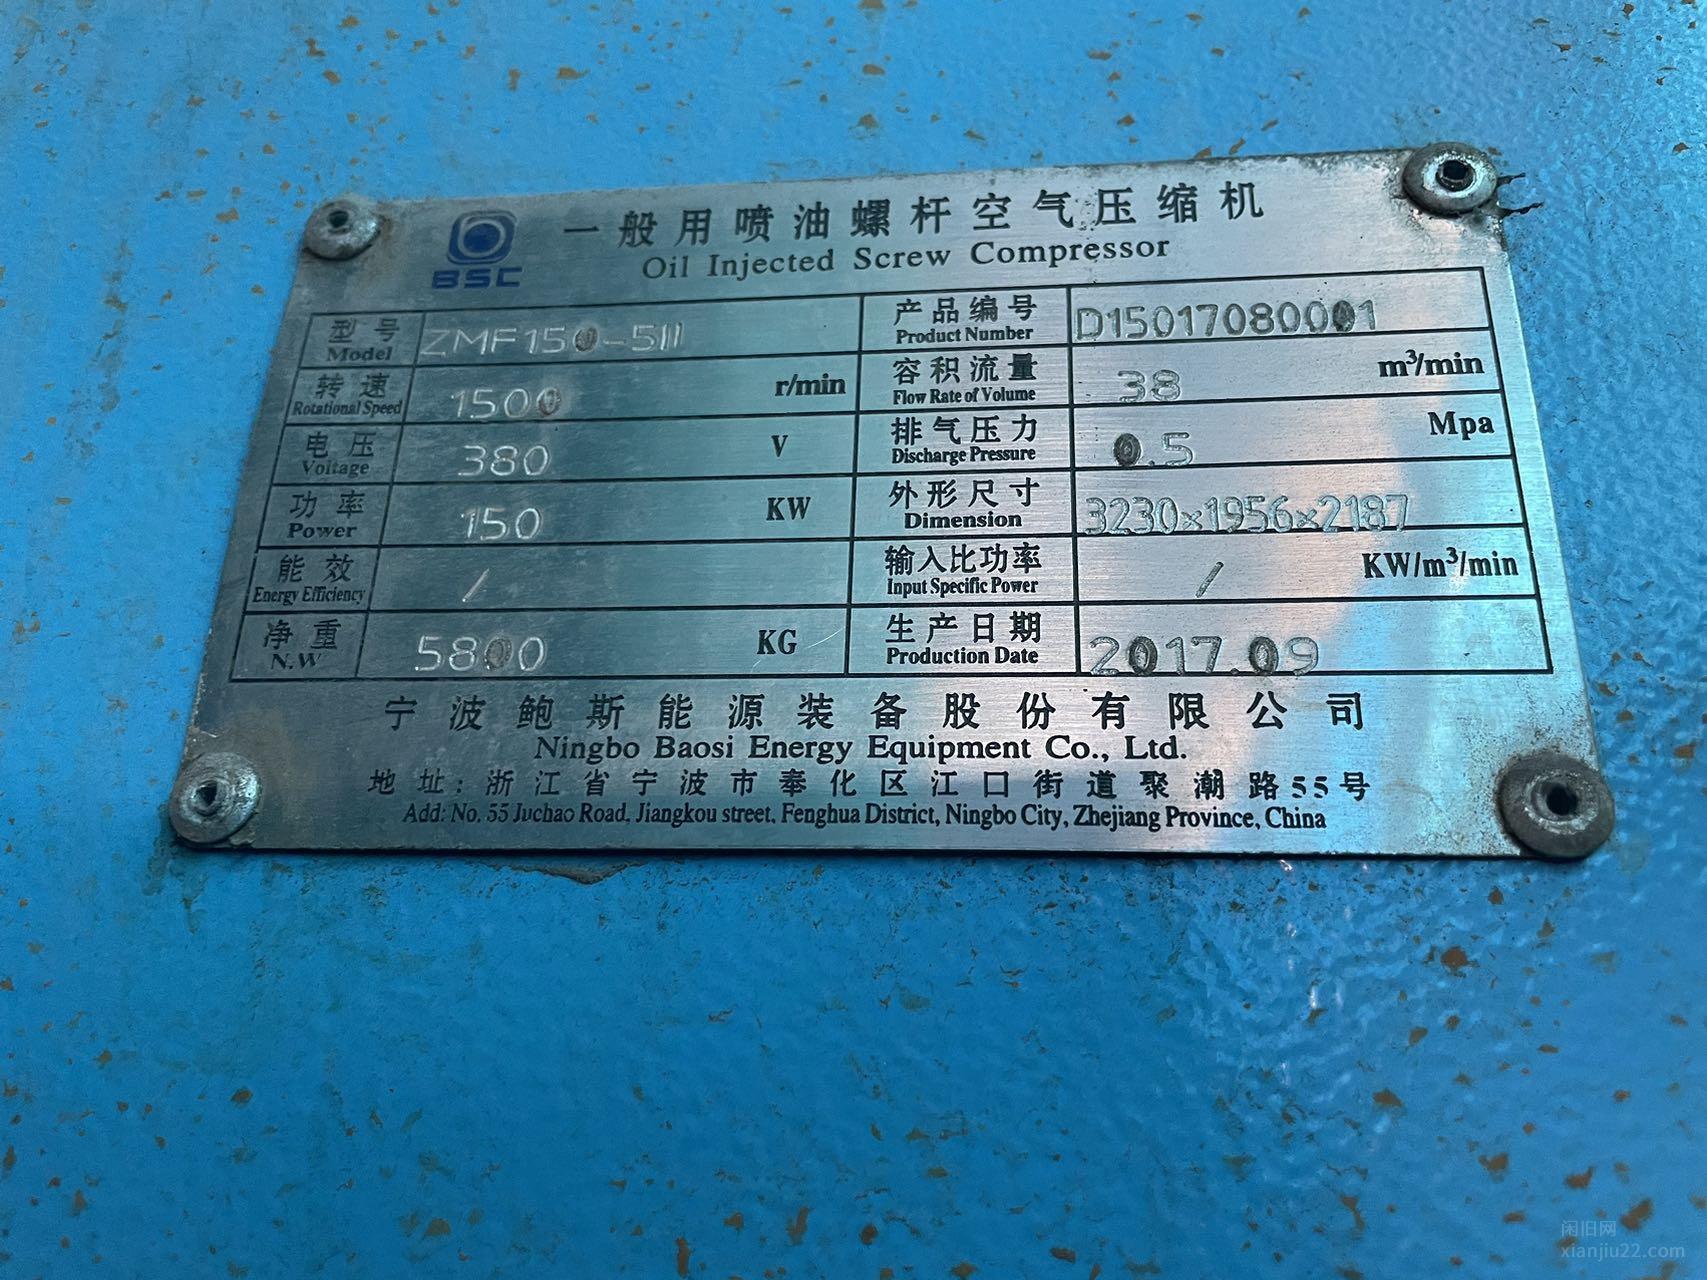 BSC
一般用喷油螺杆空气压缩机
Oil Injected Screw Compressor
型号 Model ZMF150-5II 产品编号 Product Number D15017080001
转速 Rotational Speed 1500 r/min 容积流量 Flow Rate of Volume 38 m³/min
电压 Voltage 380 V 排气压力 Discharge Pressure 0.5 Mpa
功率 Power 150 KW 外形尺寸 Dimension 3230×1956×2187
能效 Energy Efficiency / 输入比功率 Input Specific Power / KW/m³/min
净重 N.W 5800 KG 生产日期 Production Date 2017.09
宁波鲍斯能源装备股份有限公司
Ningbo Baosi Energy Equipment Co., Ltd.
地址:浙江省宁波市奉化区江口街道聚潮路55号
Add: No. 55 Juchao Road, Jiangkou street, Fenghua District, Ningbo City, Zhejiang Province, China
闲旧网
xianjiu22.com